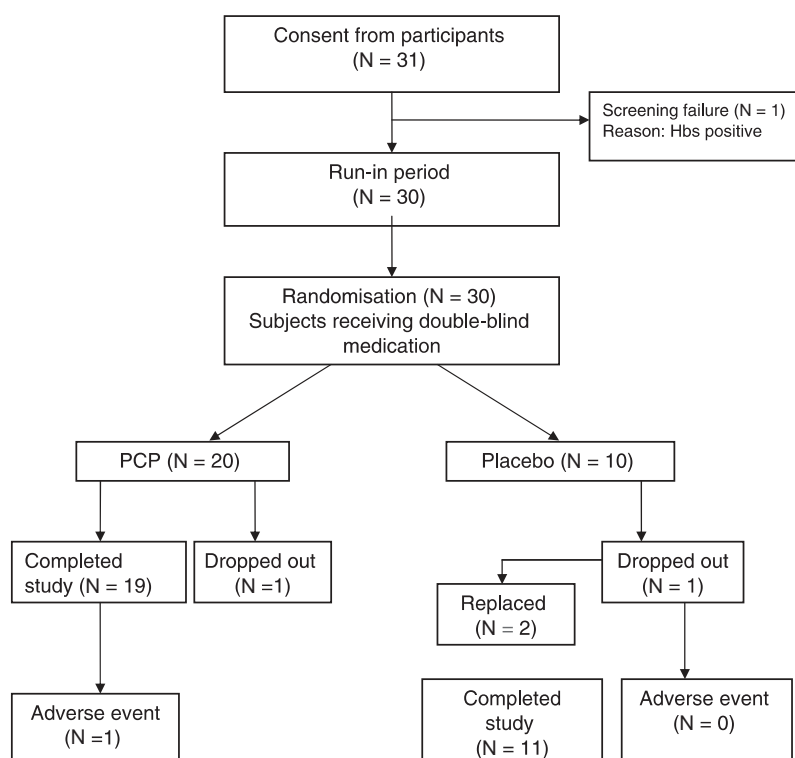 Consent from participants
(N = 31)
Screening failure (N = 1)
Reason: Hbs positive
Run-in period
(N = 30)
Randomisation (N = 30)
Subjects receiving double-blind
medication
PCP (N = 20)
Placebo (N = 10)
Completed
study (N = 19)
Dropped out
(N =1)
Dropped out
(N = 1)
Replaced
(N = 2)
Adverse event
(N =1)
Completed
study
(N = 11)
Adverse event
(N = 0)